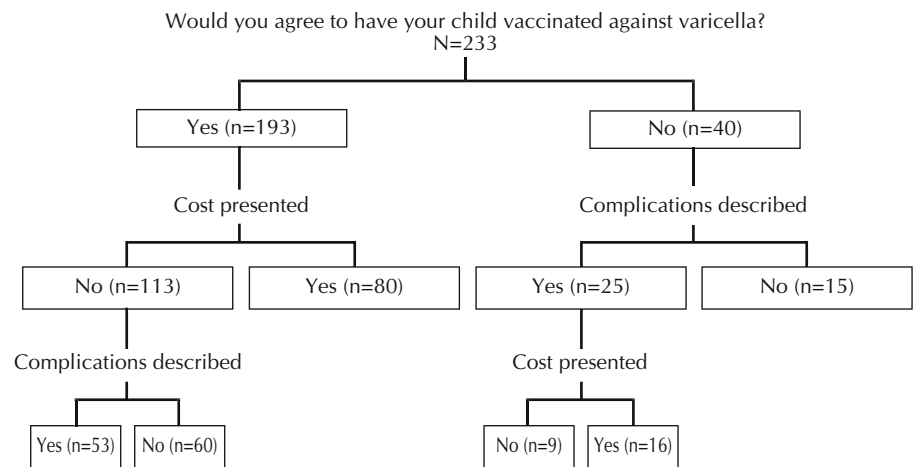 Would you agree to have your child vaccinated against varicella?
N=233
Yes (n=193)
No (n=40)
Cost presented
Complications described
No (n=113)
Yes (n=80)
Yes (n=25)
No (n=15)
Complications described
Cost presented
Yes (n=53)
No (n=60)
No (n=9)
Yes (n=16)